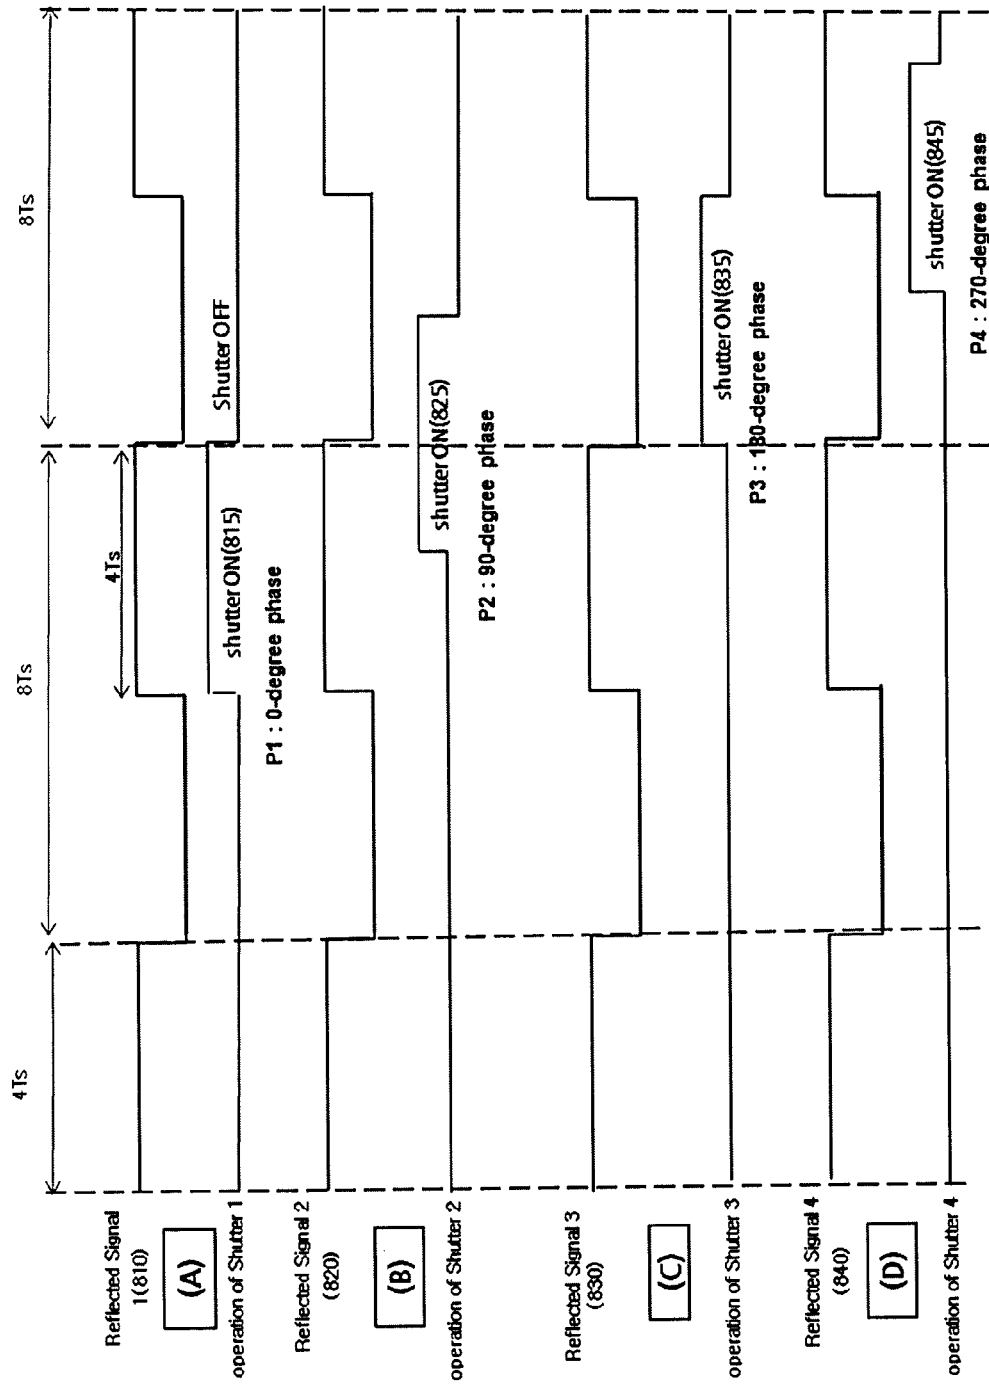 4Ts
8Ts
8Ts
Reflected Signal
1(810)
4Ts
(A)
shutter ON(815)
Shutter OFF
operation of Shutter 1
P1 : 0-degree phase
Reflected Signal 2
(820)
(B)
shutter ON(825)
operation of Shutter 2
P2 : 90-degree phase
Reflected Signal 3
(830)
(C)
shutter ON(835)
operation of Shutter 3
P3 : 180-degree phase
Reflected Signal 4
(840)
(D)
shutter ON(845)
operation of Shutter 4
P4 : 270-degree phase